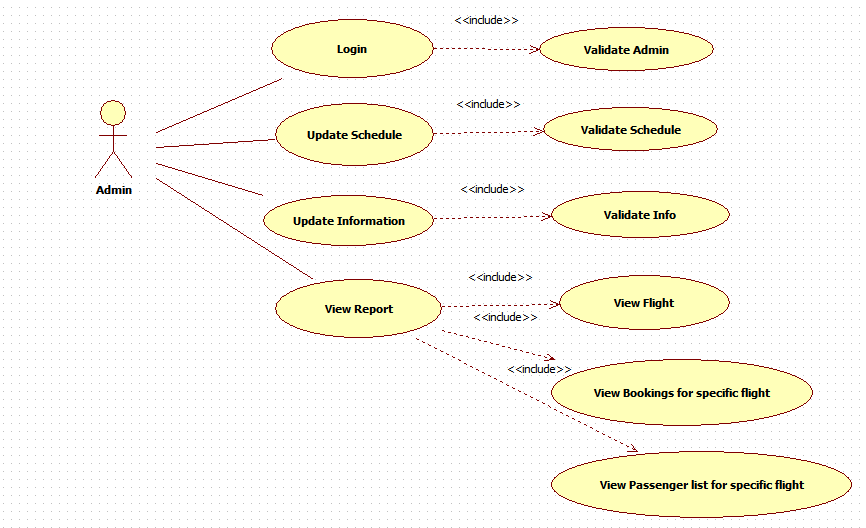 <<include>>
Login
Validate Admin
<<include>>
Update Schedule
Validate Schedule
Admin
<<include>>
Update Information
Validate Info
<<include>>
View Report
View Flight
<<include>>
<<include>>
View Bookings for specific flight
View Passenger list for specific flight